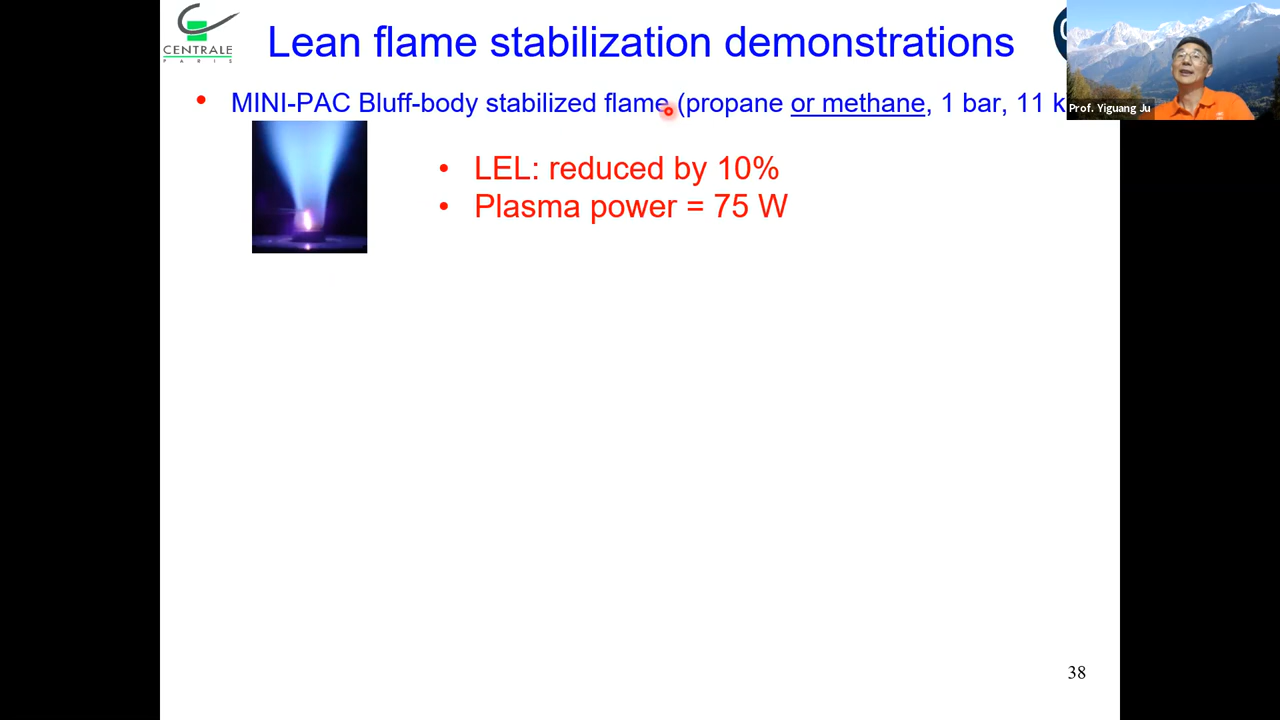 CENTRALE
PARIS
Lean flame stabilization demonstrations
• MINI-PAC Bluff-body stabilized flame (propane or methane, 1 bar, 11
Prof. Yiguang Ju
• LEL: reduced by 10%
• Plasma power = 75 W
38